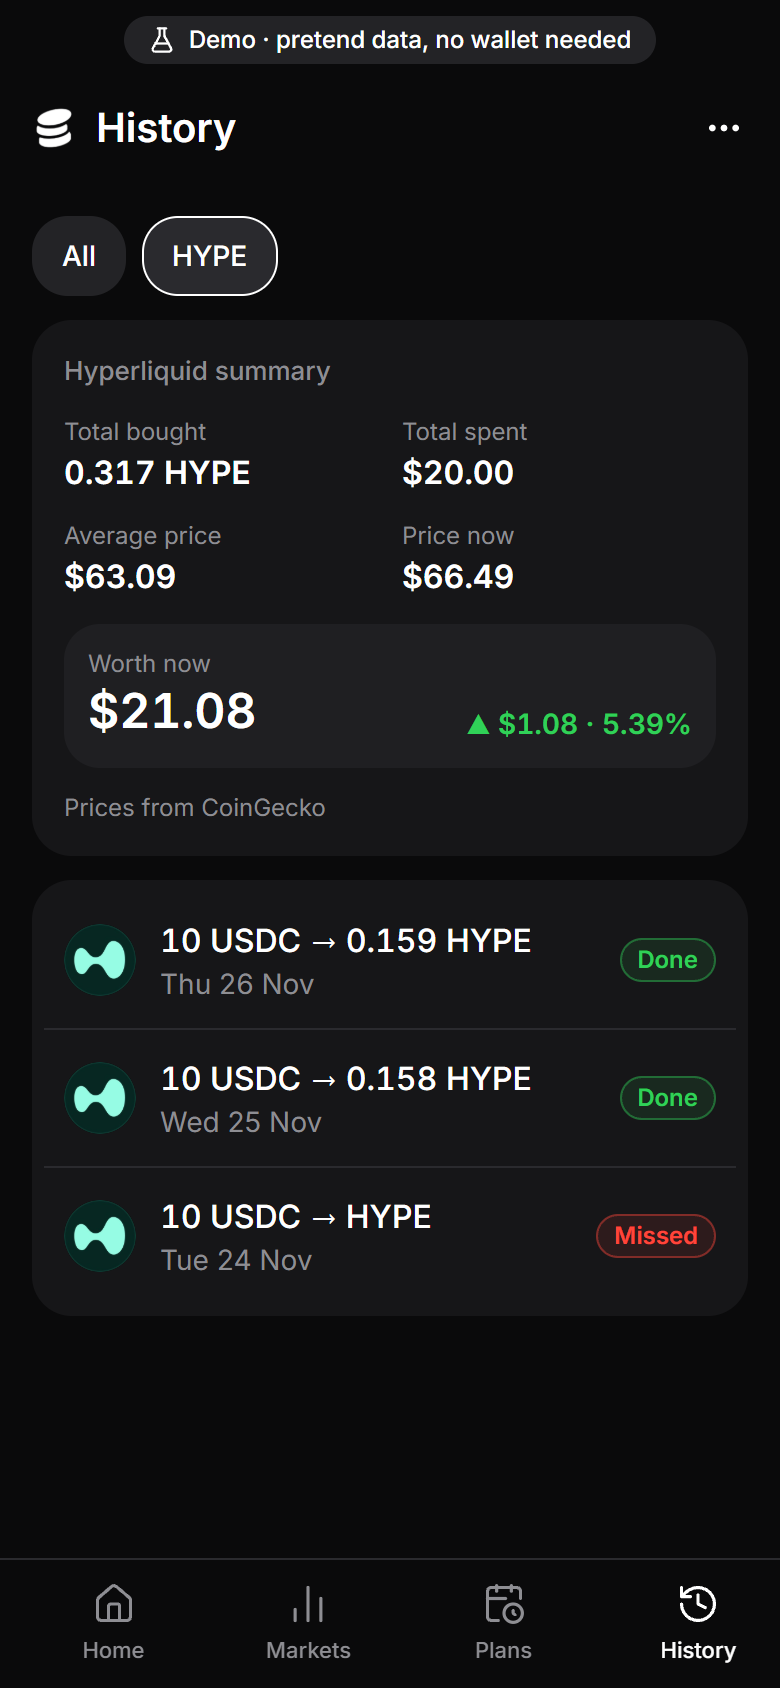 Demo · pretend data, no wallet needed
History
All
HYPE
Hyperliquid summary
Total bought
Total spent
0.317 HYPE
$20.00
Average price
Price now
$63.09
$66.49
Worth now
$21.08
▲ $1.08 · 5.39%
Prices from CoinGecko
10 USDC → 0.159 HYPE
Done
Thu 26 Nov
10 USDC → 0.158 HYPE
Done
Wed 25 Nov
10 USDC → HYPE
Missed
Tue 24 Nov
Home
Markets
Plans
History